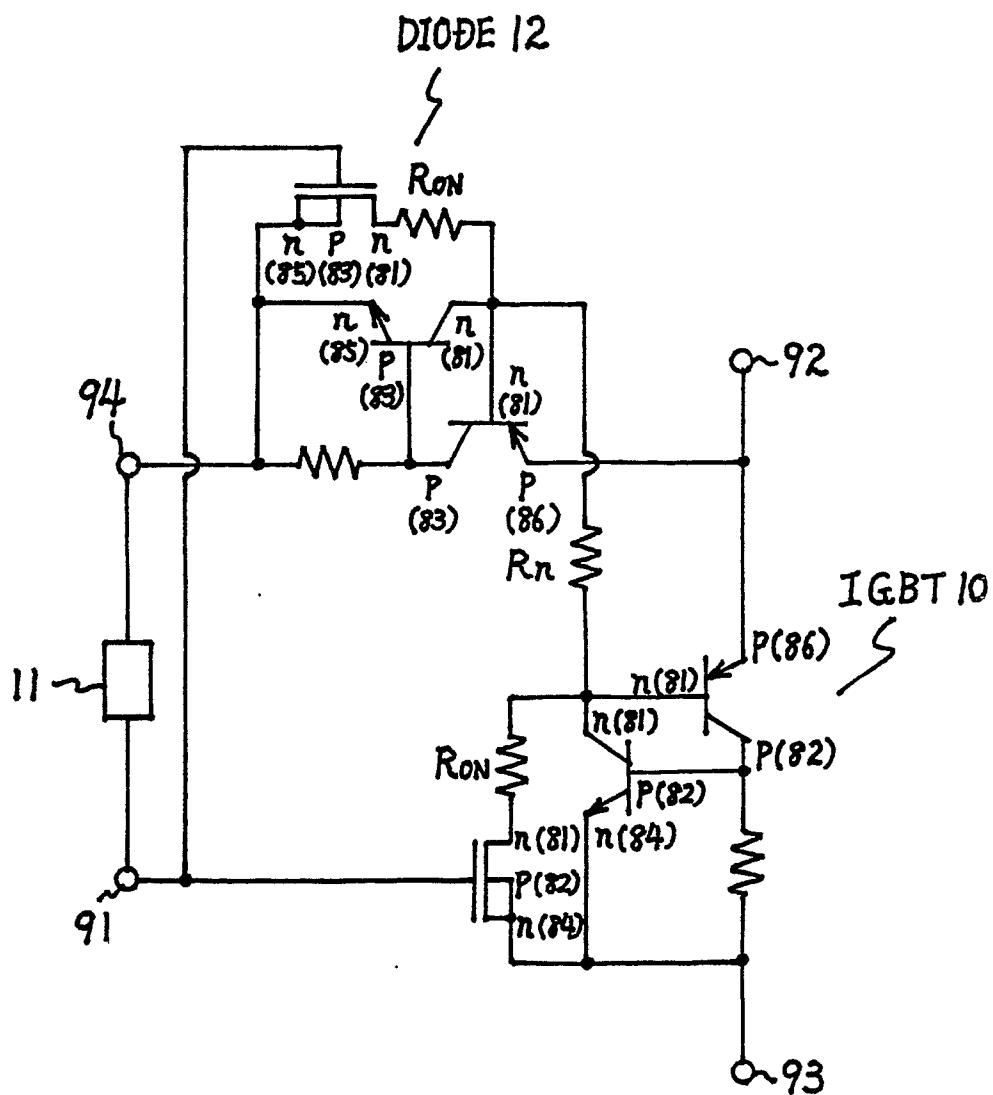 DIODE 12
RON
n P n
(85) (83) (81)
n
(85)
P
(83)
n
(81)
n
(81)
92
94
P
(83)
P
(86)
Rn
IGBT 10
P(86)
n(81)
n(81)
11
RON
P(82)
P(82)
n(84)
n(81)
P(82)
n(84)
91
93